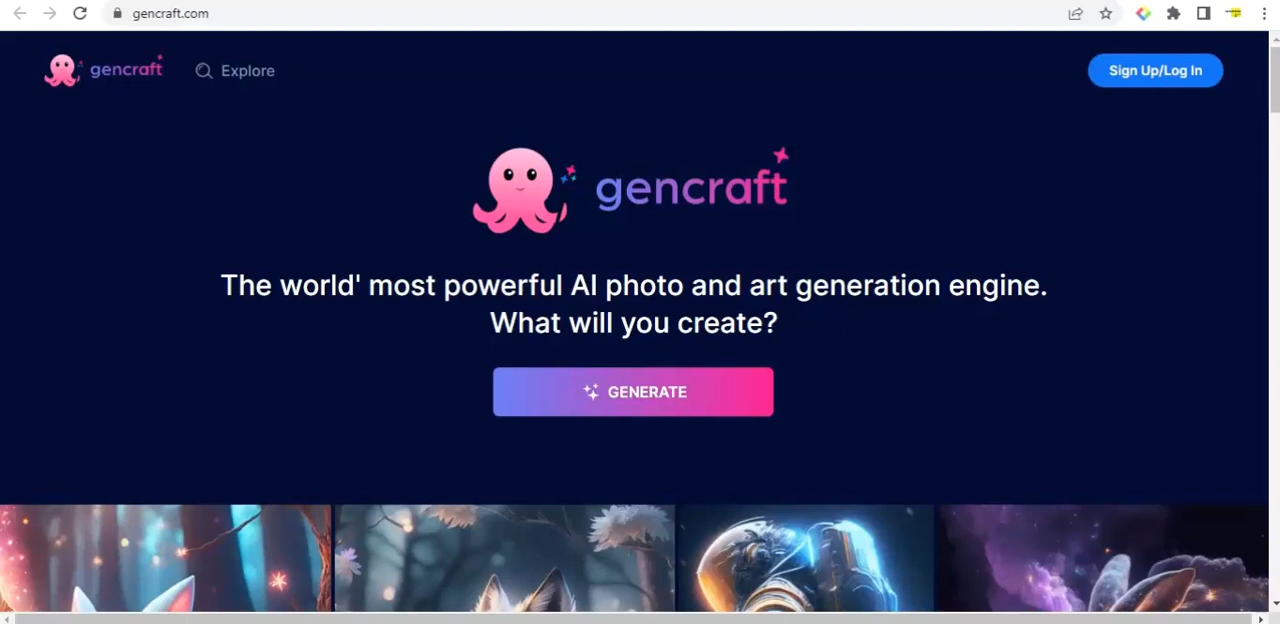 gencraft.com
gencraft Explore Sign Up/Log In
gencraft
The world' most powerful AI photo and art generation engine.
What will you create?
GENERATE